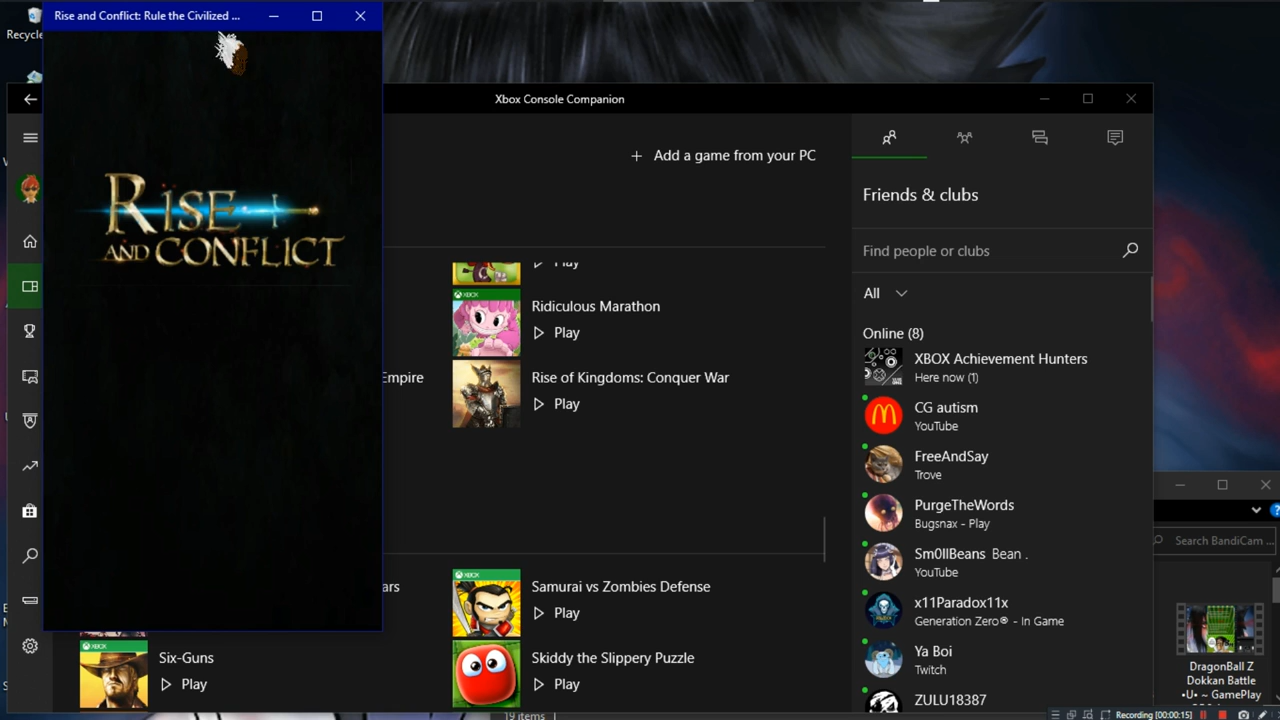 Rise and Conflict: Rule the Civilized ...
Recycle
RiSE
AND CONFLICT
Xbox Console Companion
Add a game from your PC
Play
XBOX
Ridiculous Marathon
Play
Empire
Rise of Kingdoms: Conquer War
Play
ars
XBOX
Samurai vs Zombies Defense
Play
XBOX
Six-Guns
Play
Skiddy the Slippery Puzzle
Play
Friends & clubs
Find people or clubs
All
Online (8)
XBOX Achievement Hunters
Here now (1)
CG autism
YouTube
FreeAndSay
Trove
PurgeTheWords
Bugsnax - Play
Sm0llBeans Bean .
YouTube
x11Paradox11x
Generation Zero® - In Game
Ya Boi
Twitch
ZULU18387
Search BandiCam ...
DragonBall Z
Dokkan Battle
•U• ~ GamePlay
19 items
Recording [00:00:15]